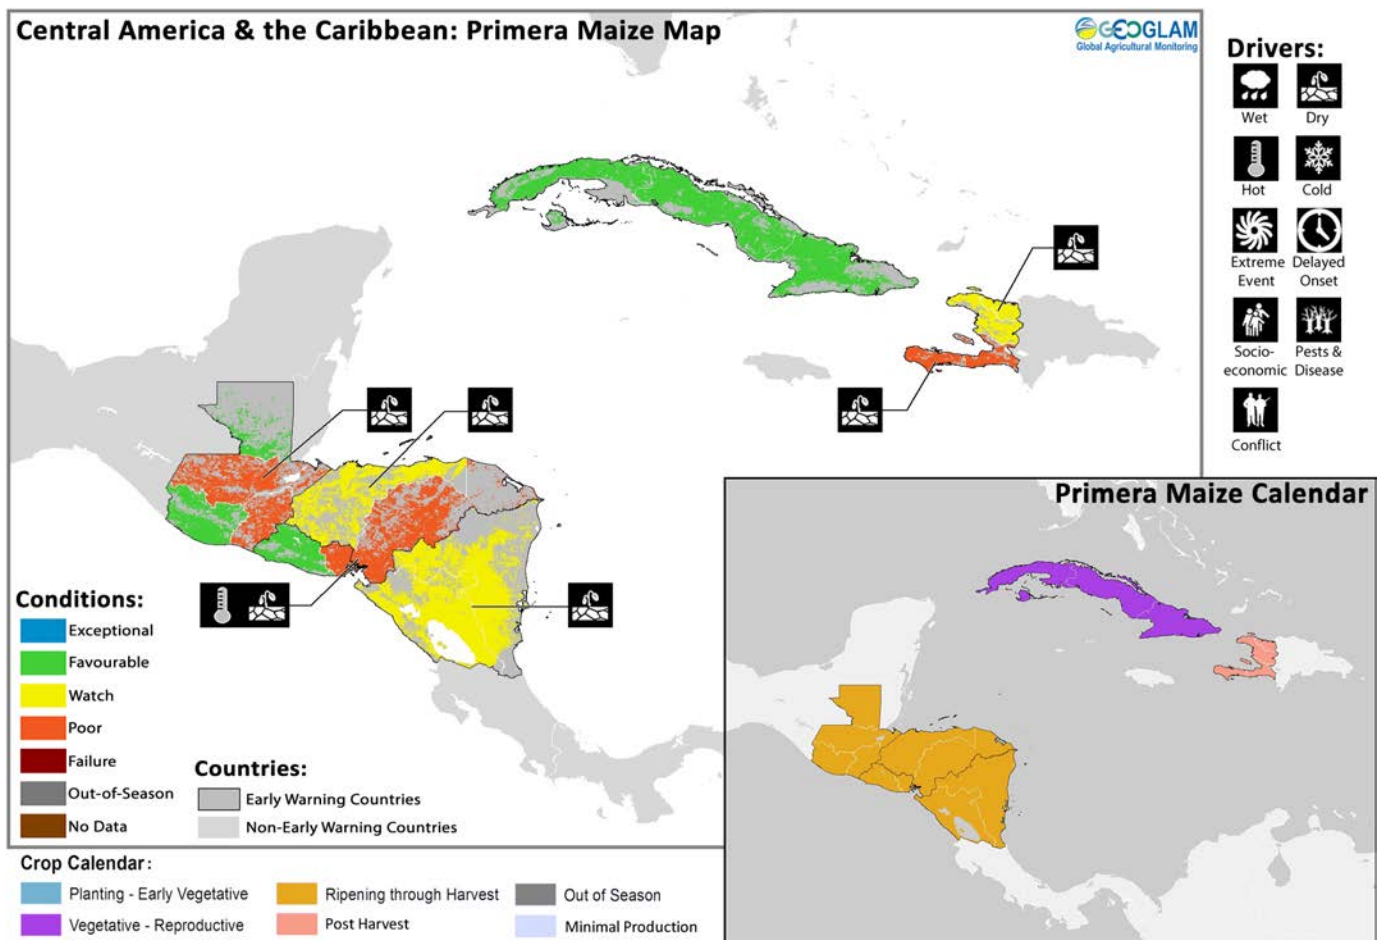 Central America & the Caribbean: Primera Maize Map
GEOGLAM
Global Agricultural Monitoring
Drivers:
Wet
Dry
Hot
Cold
Extreme
Event
Delayed
Onset
Socio-
economic
Pests &
Disease
Conflict
Conditions:
Exceptional
Favourable
Watch
Poor
Failure
Out-of-Season
No Data
Countries:
Early Warning Countries
Non-Early Warning Countries
Primera Maize Calendar
Crop Calendar:
Planting - Early Vegetative
Ripening through Harvest
Out of Season
Vegetative - Reproductive
Post Harvest
Minimal Production